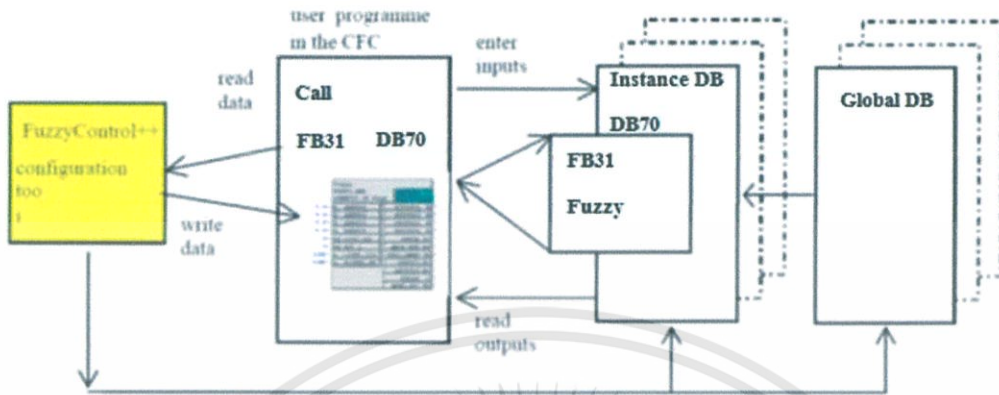 user programme
in the CFC
read
data
enter
inputs
FuzzyControl++
configuration
too
l
Call
FB31 DB70
Instance DB
DB70
FB31
Fuzzy
Global DB
write
data
read
outputs